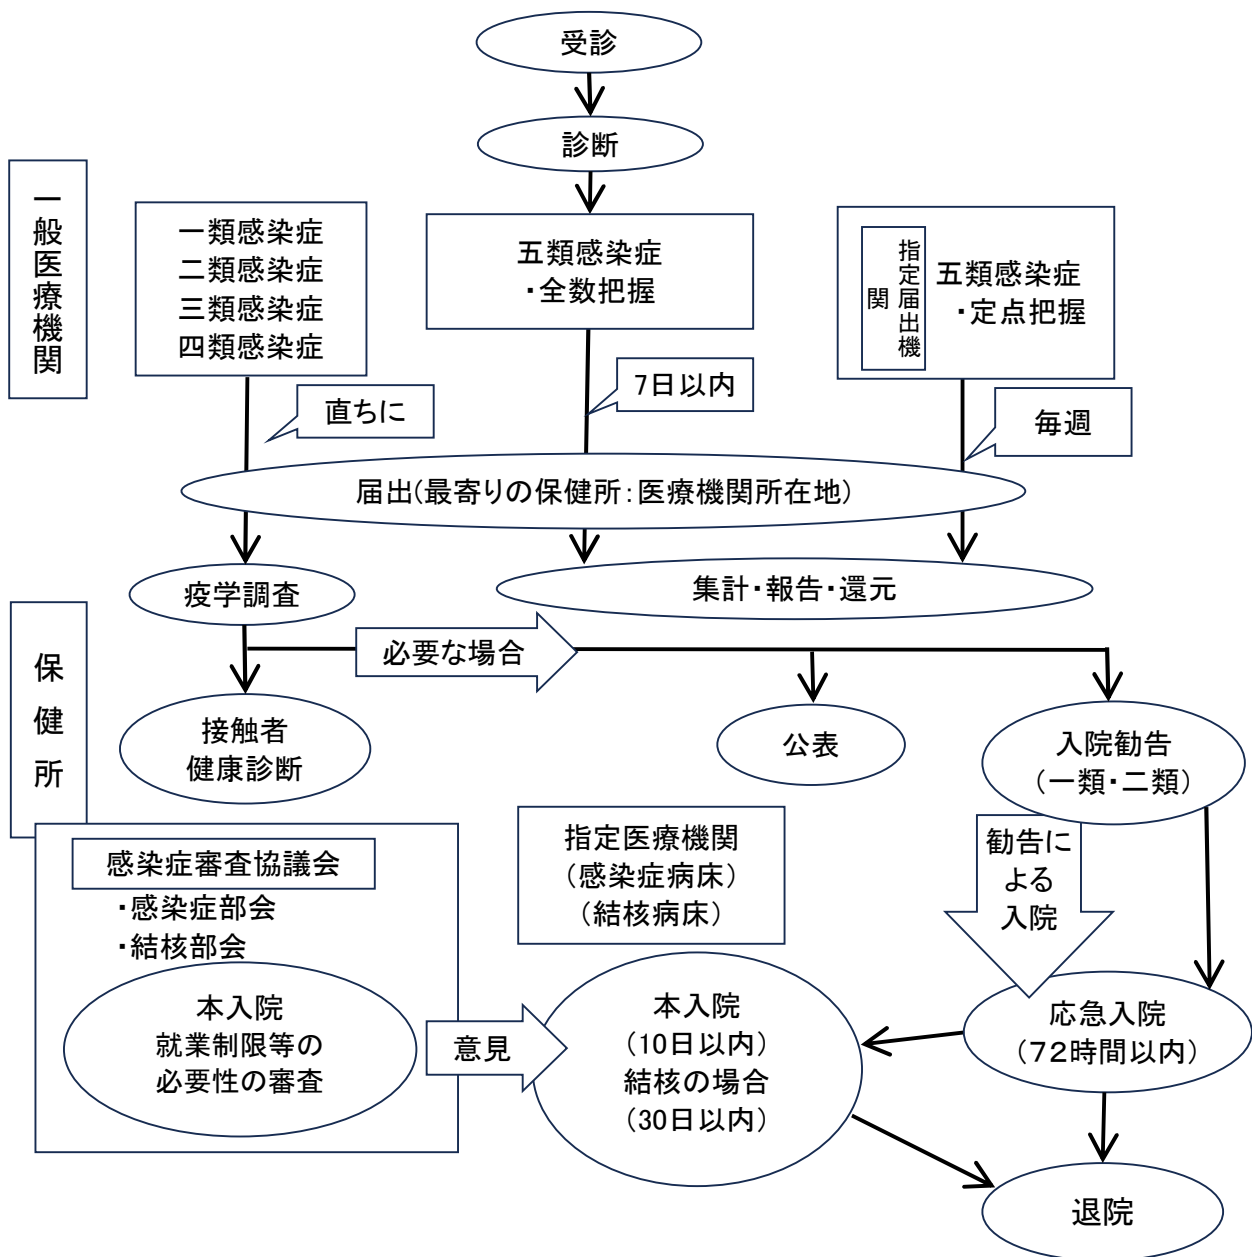 受診
診断
一般医療機関
一類感染症
二類感染症
三類感染症
四類感染症
五類感染症
・全数把握
指定届出機関
五類感染症
・定点把握
直ちに
7日以内
毎週
届出(最寄りの保健所:医療機関所在地)
疫学調査
集計・報告・還元
保健所
必要な場合
接触者
健康診断
公表
入院勧告
(一類・二類)
感染症審査協議会
・感染症部会
・結核部会
指定医療機関
(感染症病床)
(結核病床)
勧告に
よる
入院
本入院
就業制限等の
必要性の審査
意見
本入院
(10日以内)
結核の場合
(30日以内)
応急入院
(72時間以内)
退院